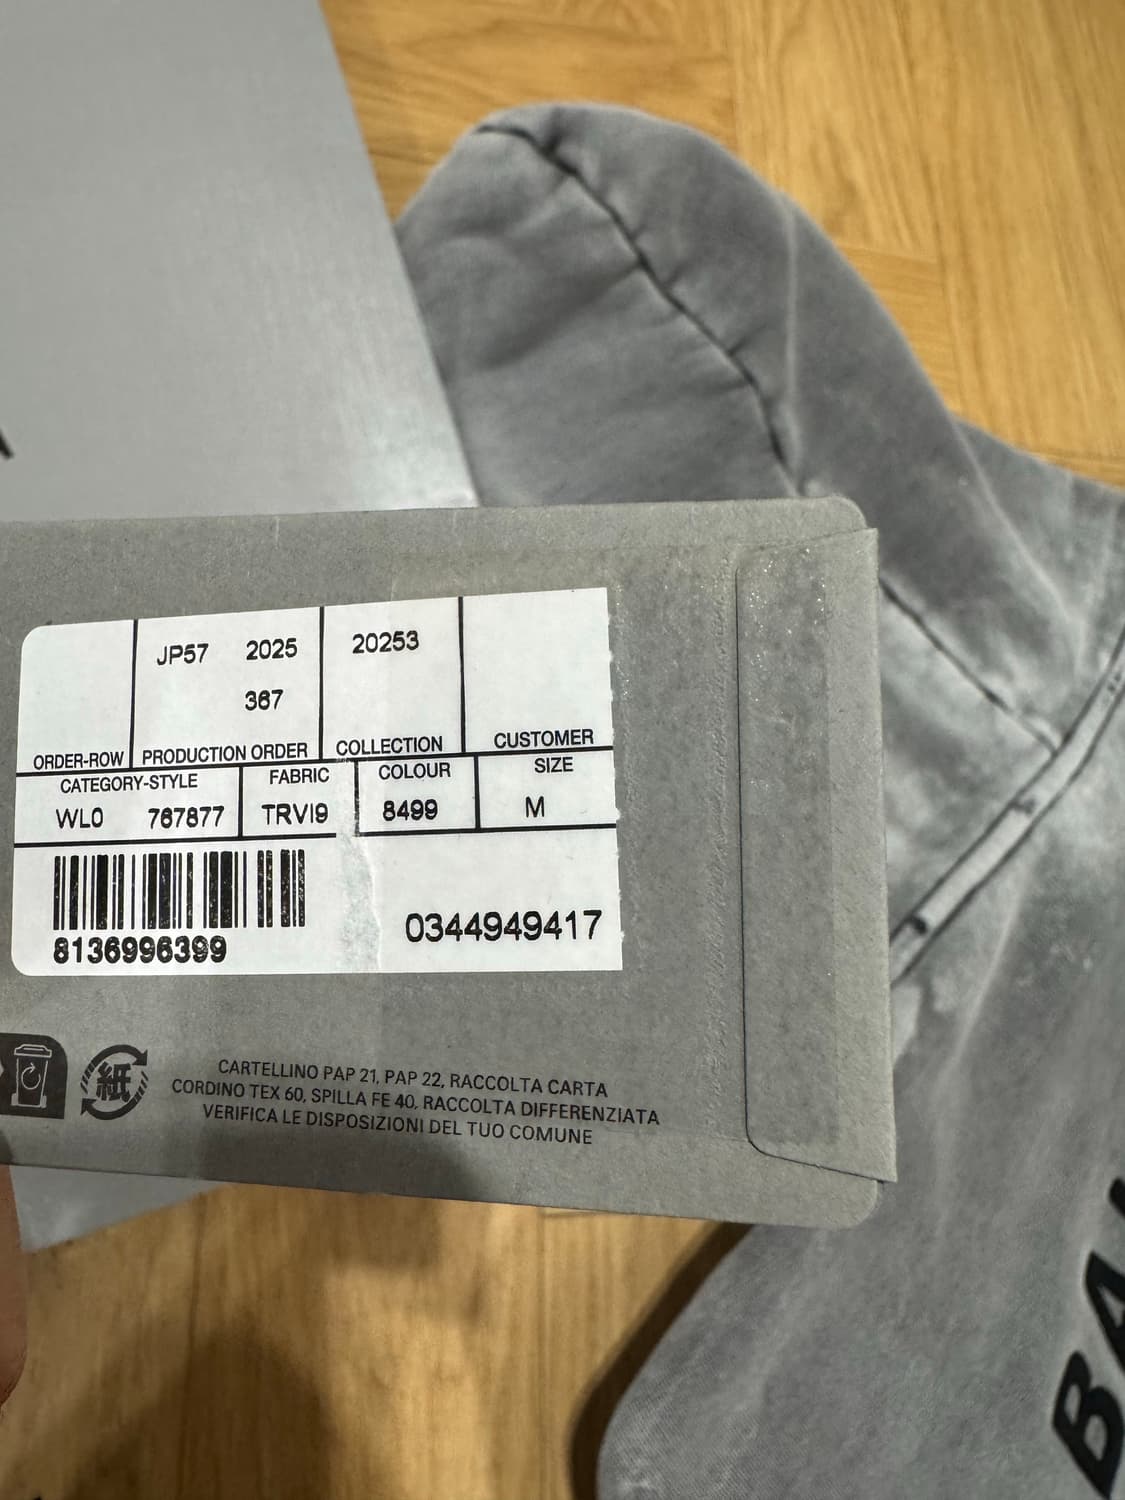 JP57 2025 20253
367
ORDER-ROW PRODUCTION ORDER COLLECTION CUSTOMER
CATEGORY-STYLE FABRIC COLOUR SIZE
WL0 767877 TRVI9 8499 M
8136996399 0344949417
紙
CARTELLINO PAP 21, PAP 22, RACCOLTA CARTA
CORDINO TEX 60, SPILLA FE 40, RACCOLTA DIFFERENZIATA
VERIFICA LE DISPOSIZIONI DEL TUO COMUNE
BA